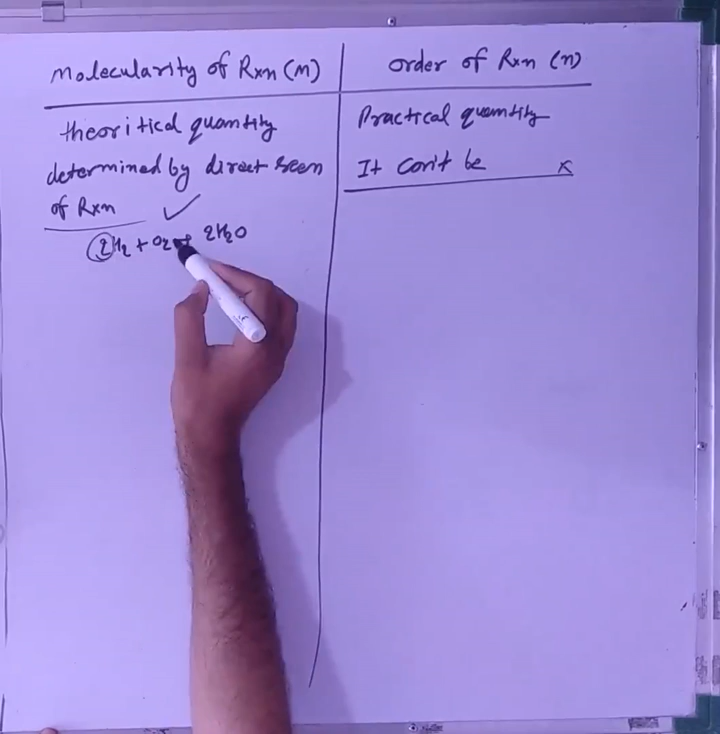 Molecularity of Rxn (m)
theoritical quantity
determined by direct seen
of Rxn
2H2 + O2 → 2H2O
order of Rxn (n)
Practical quantity
It con't be